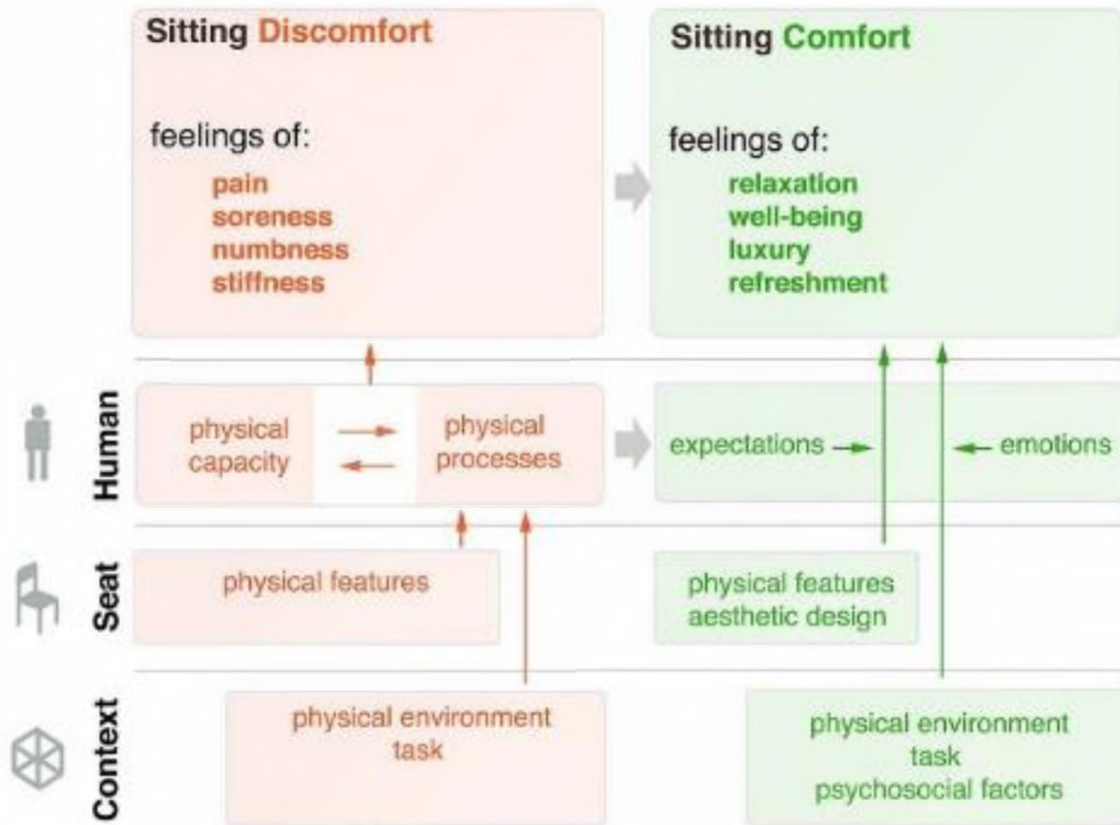 Sitting Discomfort
feelings of:
pain
soreness
numbness
stiffness
Sitting Comfort
feelings of:
relaxation
well-being
luxury
refreshment
Human
physical
capacity
physical
processes
expectations
emotions
Seat
physical features
physical features
aesthetic design
Context
physical environment
task
physical environment
task
psychosocial factors